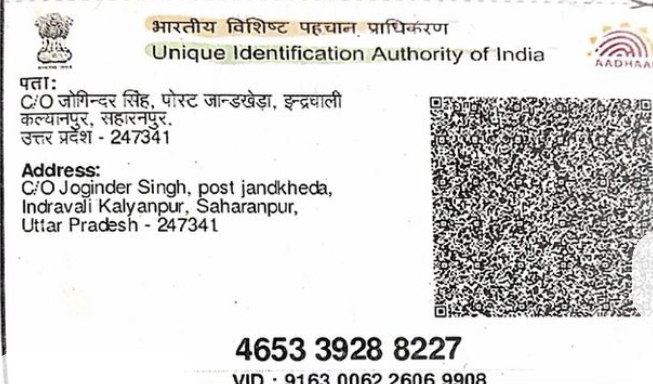 भारतीय विशिष्ट पहचान प्राधिकरण
Unique Identification Authority of India
AADHAA
पता:
C/O जोगिन्दर सिंह, पोस्ट जान्डखेड़ा, इन्द्रवाली
कल्यानपुर, सहारनपुर,
उत्तर प्रदेश - 247341
Address:
C/O Joginder Singh, post jandkheda,
Indravali Kalyanpur, Saharanpur,
Uttar Pradesh - 247341
4653 3928 8227
VID : 9163 0062 2606 9908